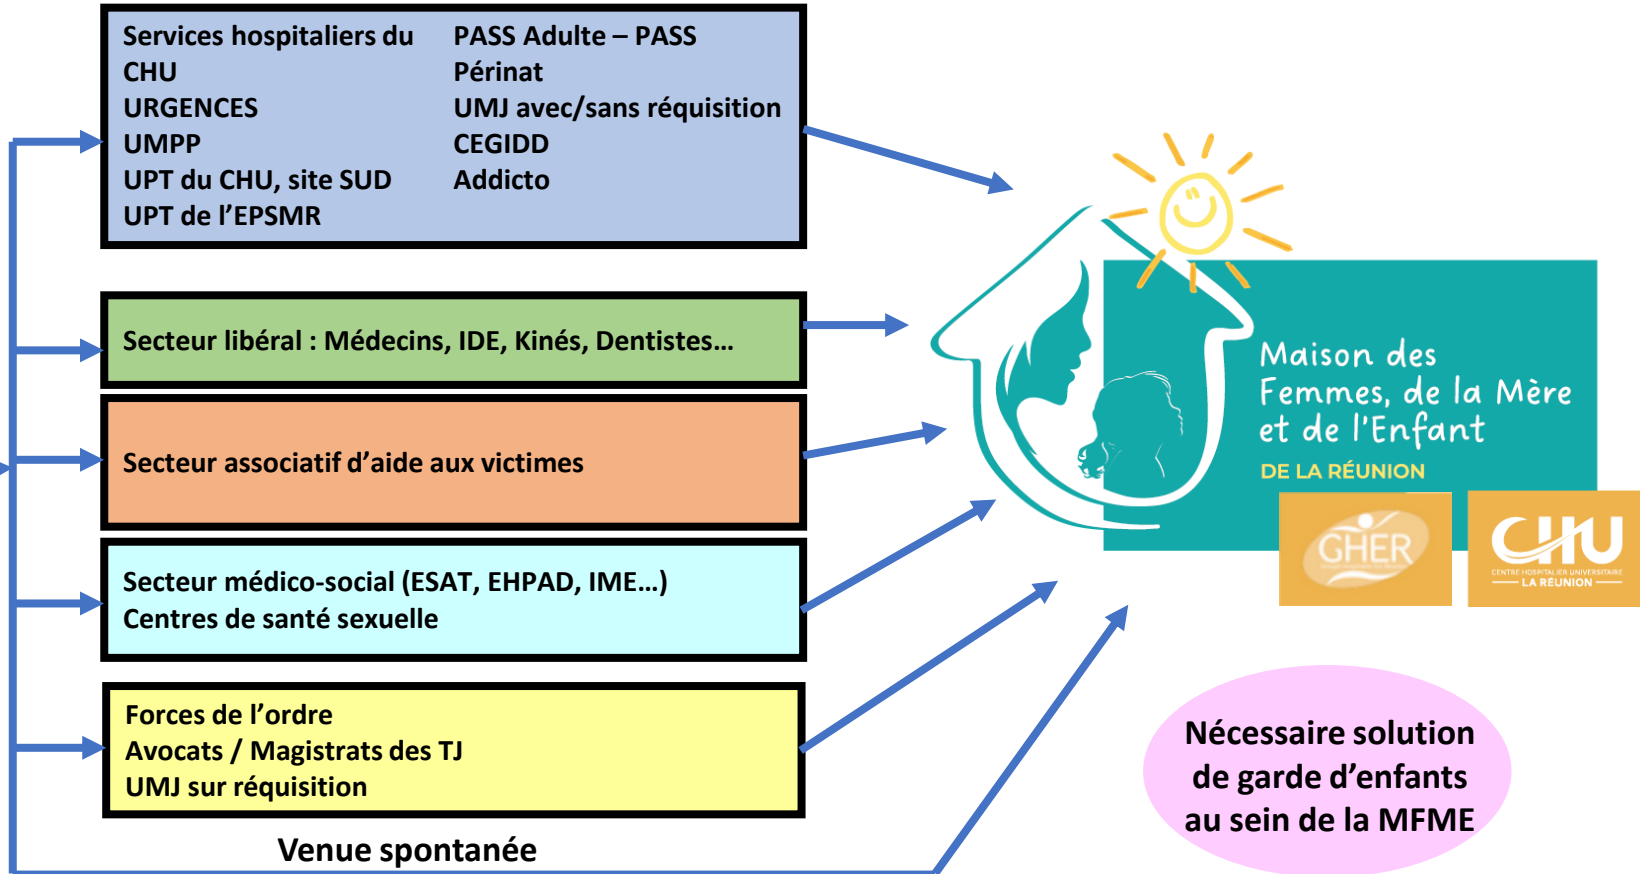 Services hospitaliers du
CHU
URGENCES
UMPP
UPT du CHU, site SUD
UPT de l’EPSMR
PASS Adulte – PASS
Périnat
UMJ avec/sans réquisition
CEGIDD
Addicto
Secteur libéral : Médecins, IDE, Kinés, Dentistes…
Secteur associatif d’aide aux victimes
Secteur médico-social (ESAT, EHPAD, IME…)
Centres de santé sexuelle
Forces de l’ordre
Avocats / Magistrats des TJ
UMJ sur réquisition
Venue spontanée
Maison des
Femmes, de la Mère
et de l'Enfant
DE LA RÉUNION
GHER
CHU
CENTRE HOSPITALIER UNIVERSITAIRE
LA RÉUNION
Nécessaire solution
de garde d’enfants
au sein de la MFME